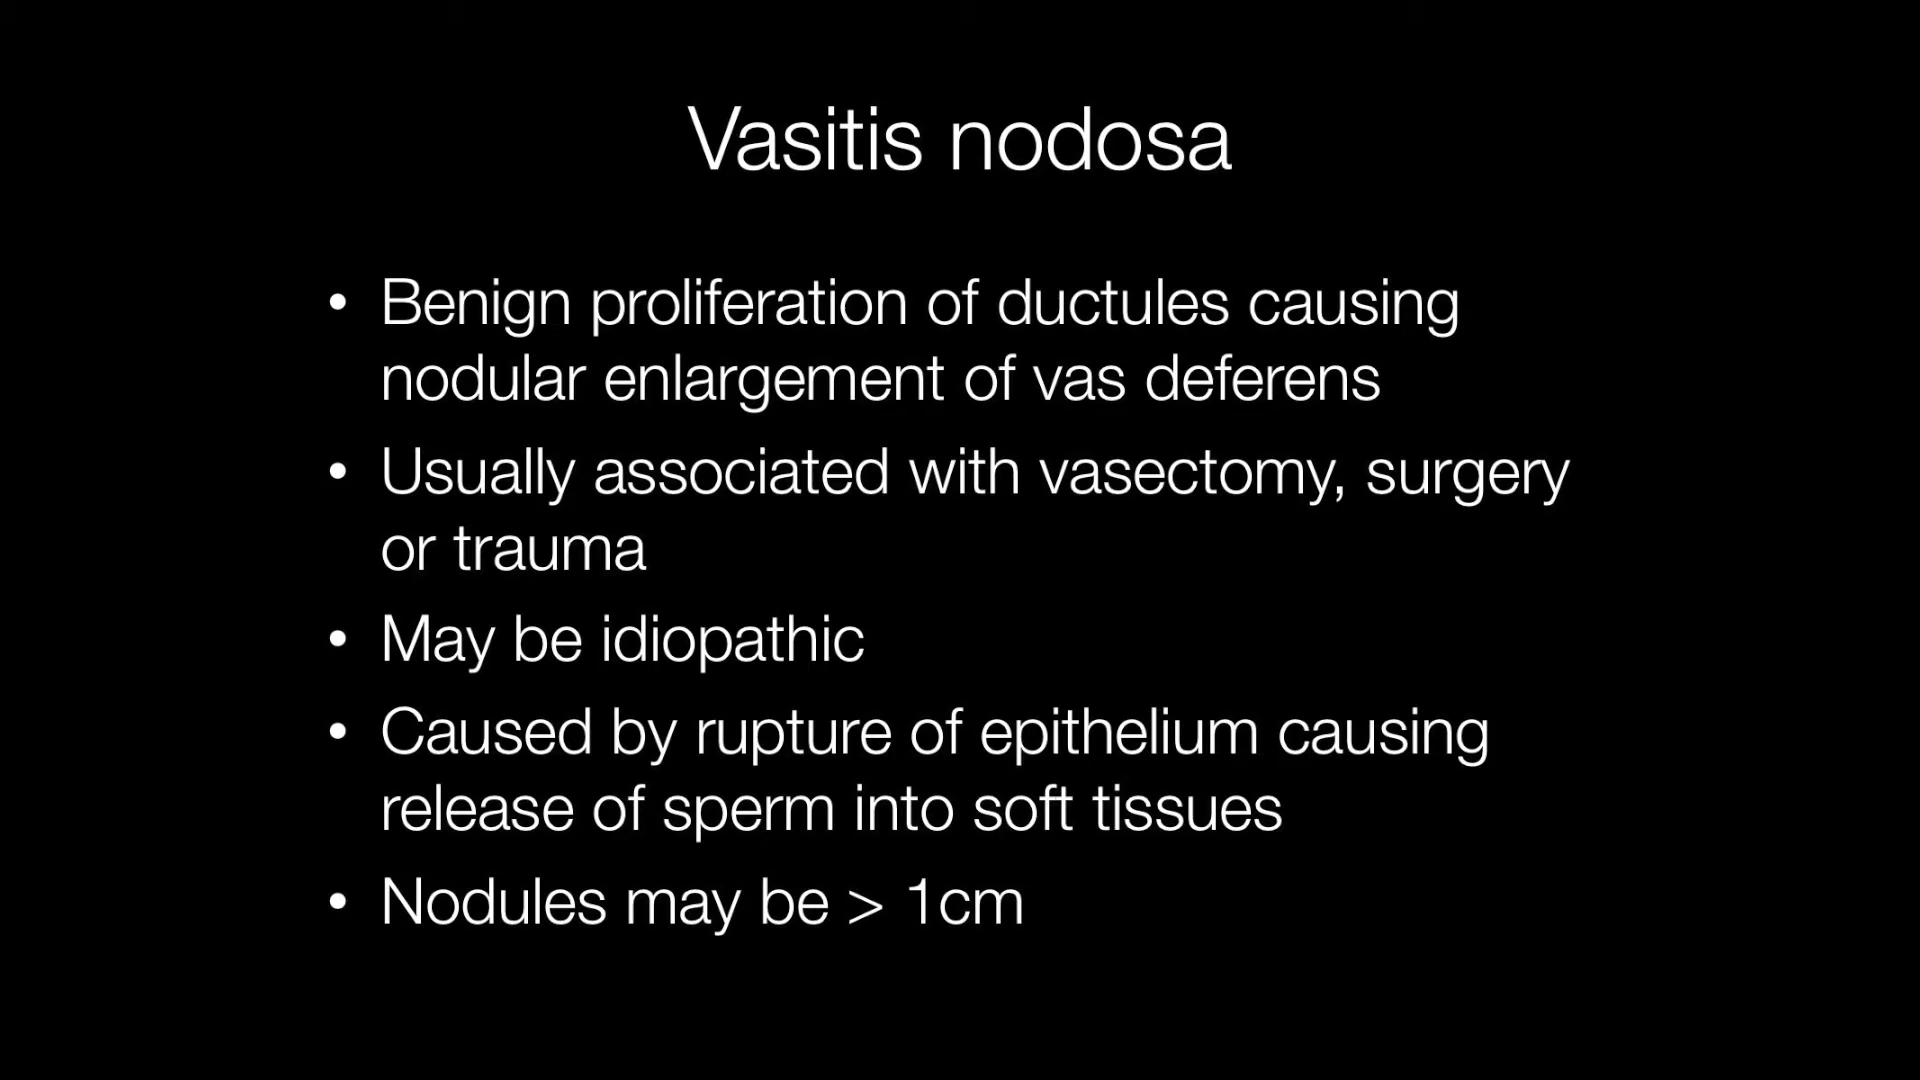 Vasitis nodosa
• Benign proliferation of ductules causing
nodular enlargement of vas deferens
• Usually associated with vasectomy, surgery
or trauma
• May be idiopathic
• Caused by rupture of epithelium causing
release of sperm into soft tissues
• Nodules may be > 1cm